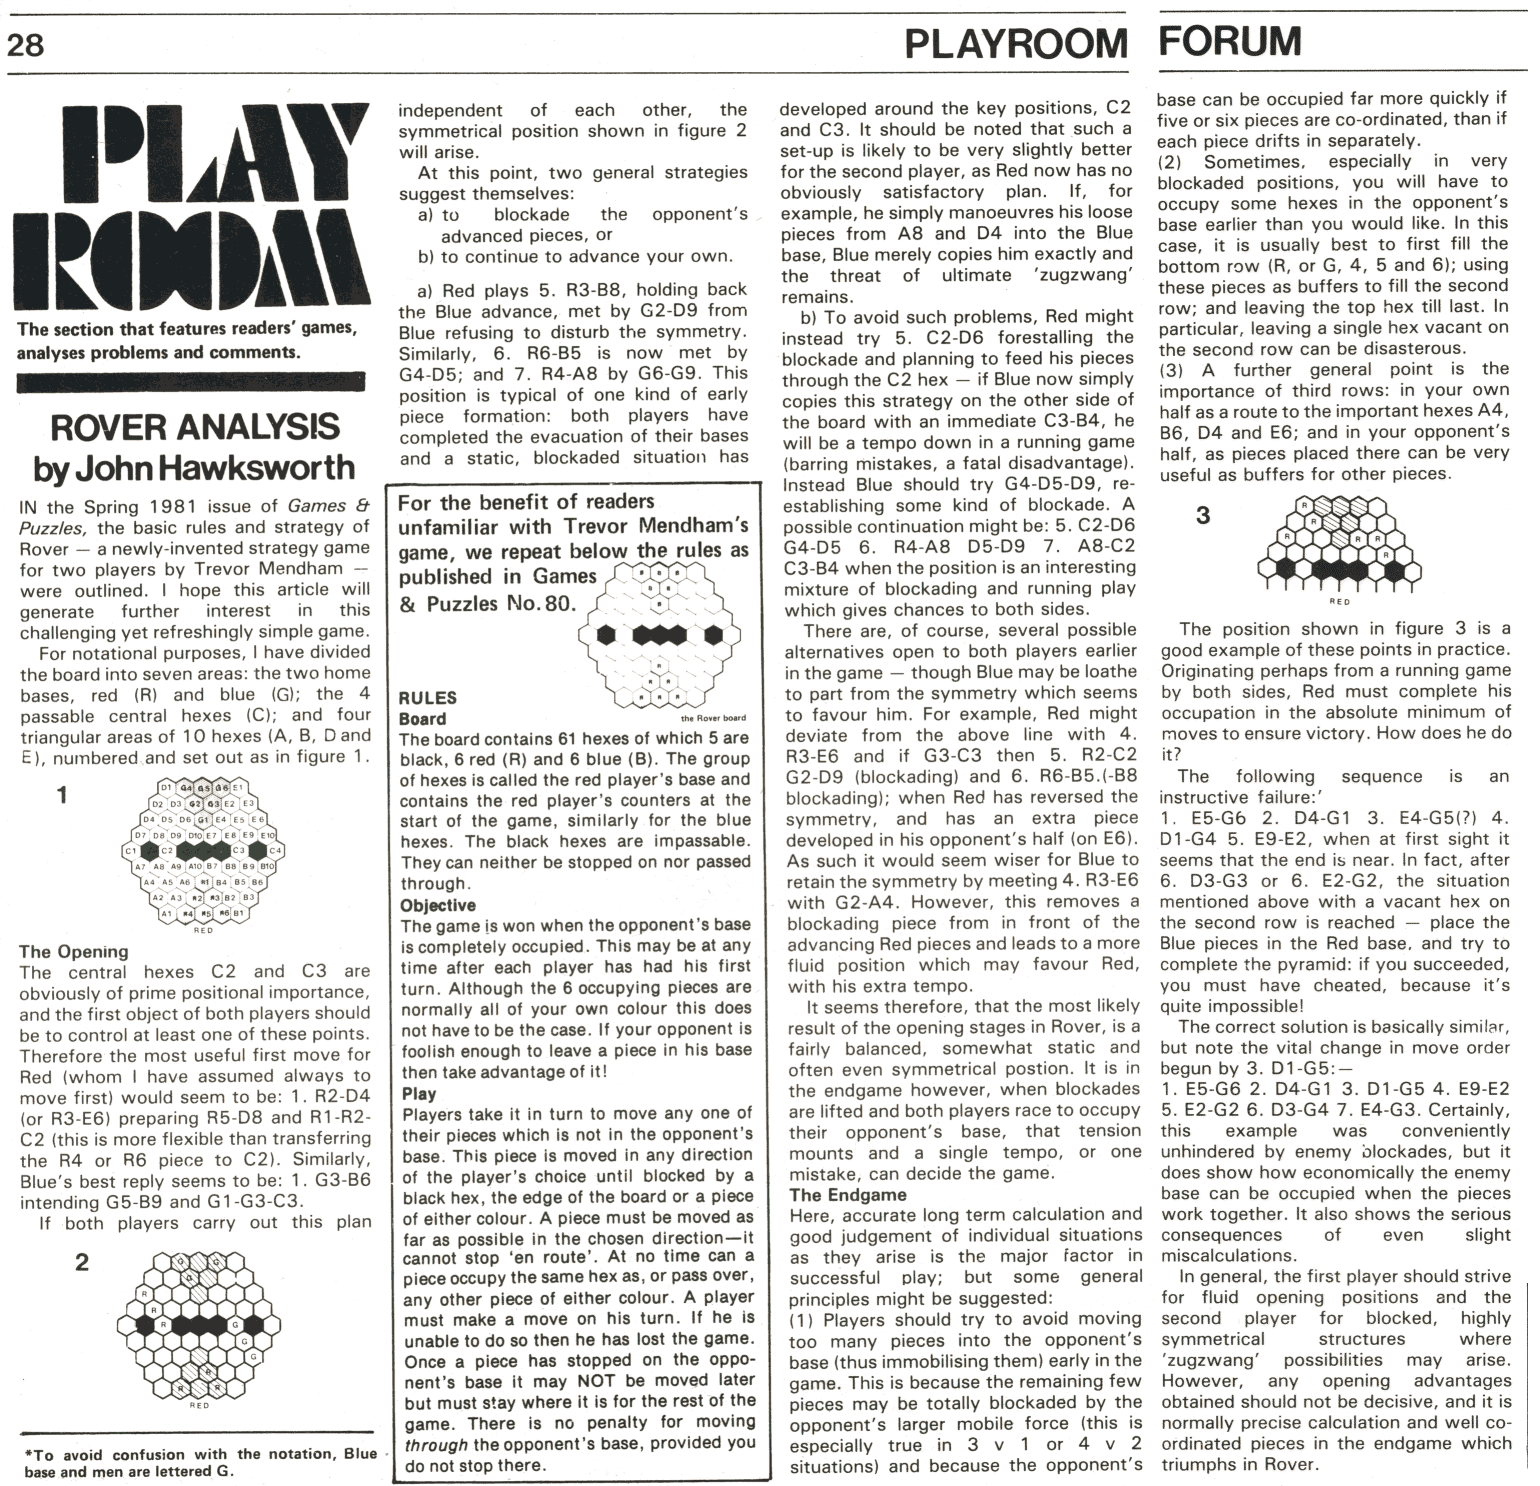 28
PLAYROOM FORUM
PLAY
ROOM
The section that features readers' games,
analyses problems and comments.
ROVER ANALYSIS
by John Hawksworth
IN the Spring 1981 issue of Games &
Puzzles, the basic rules and strategy of
Rover — a newly-invented strategy game
for two players by Trevor Mendham —
were outlined. I hope this article will
generate further interest in this
challenging yet refreshingly simple game.
For notational purposes, I have divided
the board into seven areas: the two home
bases, red (R) and blue (G); the 4
passable central hexes (C); and four
triangular areas of 10 hexes (A, B, D and
E), numbered and set out as in figure 1.
1
D1 G4 G5 G6 E1
D2 D3 G2 G3 E2 E3
D4 D5 D6 G1 E4 E5 E6
D7 D8 D9 D10 E7 E8 E9 E10
C1 C2 C3 C4
A7 A8 A9 A10 B7 B8 B9 B10
A4 A5 A6 R1 B4 B5 B6
A2 A3 R2 R3 B2 B3
A1 R4 R5 R6 B1
RED
The Opening
The central hexes C2 and C3 are
obviously of prime positional importance,
and the first object of both players should
be to control at least one of these points.
Therefore the most useful first move for
Red (whom I have assumed always to
move first) would seem to be: 1. R2-D4
(or R3-E6) preparing R5-D8 and R1-R2-
C2 (this is more flexible than transferring
the R4 or R6 piece to C2). Similarly,
Blue's best reply seems to be: 1. G3-B6
intending G5-B9 and G1-G3-C3.
If both players carry out this plan
2
G G
G
R
R G
G
G
R
R R
RED
*To avoid confusion with the notation, Blue
base and men are lettered G.
independent of each other, the
symmetrical position shown in figure 2
will arise.
At this point, two general strategies
suggest themselves:
a) to blockade the opponent's
advanced pieces, or
b) to continue to advance your own.
a) Red plays 5. R3-B8, holding back
the Blue advance, met by G2-D9 from
Blue refusing to disturb the symmetry.
Similarly, 6. R6-B5 is now met by
G4-D5; and 7. R4-A8 by G6-G9. This
position is typical of one kind of early
piece formation: both players have
completed the evacuation of their bases
and a static, blockaded situation has
For the benefit of readers
unfamiliar with Trevor Mendham's
game, we repeat below the rules as
published in Games
& Puzzles No. 80.
B B B
B B
B
R
R R
R R R
the Rover board
RULES
Board
The board contains 61 hexes of which 5 are
black, 6 red (R) and 6 blue (B). The group
of hexes is called the red player's base and
contains the red player's counters at the
start of the game, similarly for the blue
hexes. The black hexes are impassable.
They can neither be stopped on nor passed
through.
Objective
The game is won when the opponent's base
is completely occupied. This may be at any
time after each player has had his first
turn. Although the 6 occupying pieces are
normally all of your own colour this does
not have to be the case. If your opponent is
foolish enough to leave a piece in his base
then take advantage of it!
Play
Players take it in turn to move any one of
their pieces which is not in the opponent's
base. This piece is moved in any direction
of the player's choice until blocked by a
black hex, the edge of the board or a piece
of either colour. A piece must be moved as
far as possible in the chosen direction—it
cannot stop 'en route'. At no time can a
piece occupy the same hex as, or pass over,
any other piece of either colour. A player
must make a move on his turn. If he is
unable to do so then he has lost the game.
Once a piece has stopped on the oppo-
nent's base it may NOT be moved later
but must stay where it is for the rest of the
game. There is no penalty for moving
through the opponent's base, provided you
do not stop there.
developed around the key positions, C2
and C3. It should be noted that such a
set-up is likely to be very slightly better
for the second player, as Red now has no
obviously satisfactory plan. If, for
example, he simply manoeuvres his loose
pieces from A8 and D4 into the Blue
base, Blue merely copies him exactly and
the threat of ultimate 'zugzwang'
remains.
b) To avoid such problems, Red might
instead try 5. C2-D6 forestalling the
blockade and planning to feed his pieces
through the C2 hex — if Blue now simply
copies this strategy on the other side of
the board with an immediate C3-B4, he
will be a tempo down in a running game
(barring mistakes, a fatal disadvantage).
Instead Blue should try G4-D5-D9, re-
establishing some kind of blockade. A
possible continuation might be: 5. C2-D6
G4-D5 6. R4-A8 D5-D9 7. A8-C2
C3-B4 when the position is an interesting
mixture of blockading and running play
which gives chances to both sides.
There are, of course, several possible
alternatives open to both players earlier
in the game — though Blue may be loathe
to part from the symmetry which seems
to favour him. For example, Red might
deviate from the above line with 4.
R3-E6 and if G3-C3 then 5. R2-C2
G2-D9 (blockading) and 6. R6-B5.(-B8
blockading); when Red has reversed the
symmetry, and has an extra piece
developed in his opponent's half (on E6).
As such it would seem wiser for Blue to
retain the symmetry by meeting 4. R3-E6
with G2-A4. However, this removes a
blockading piece from in front of the
advancing Red pieces and leads to a more
fluid position which may favour Red,
with his extra tempo.
It seems therefore, that the most likely
result of the opening stages in Rover, is a
fairly balanced, somewhat static and
often even symmetrical postion. It is in
the endgame however, when blockades
are lifted and both players race to occupy
their opponent's base, that tension
mounts and a single tempo, or one
mistake, can decide the game.
The Endgame
Here, accurate long term calculation and
good judgement of individual situations
as they arise is the major factor in
successful play; but some general
principles might be suggested:
(1) Players should try to avoid moving
too many pieces into the opponent's
base (thus immobilising them) early in the
game. This is because the remaining few
pieces may be totally blockaded by the
opponent's larger mobile force (this is
especially true in 3 v 1 or 4 v 2
situations) and because the opponent's
base can be occupied far more quickly if
five or six pieces are co-ordinated, than if
each piece drifts in separately.
(2) Sometimes, especially in very
blockaded positions, you will have to
occupy some hexes in the opponent's
base earlier than you would like. In this
case, it is usually best to first fill the
bottom row (R, or G, 4, 5 and 6); using
these pieces as buffers to fill the second
row; and leaving the top hex till last. In
particular, leaving a single hex vacant on
the second row can be disasterous.
(3) A further general point is the
importance of third rows: in your own
half as a route to the important hexes A4,
B6, D4 and E6; and in your opponent's
half, as pieces placed there can be very
useful as buffers for other pieces.
3
R
R
R R R
R
RED
The position shown in figure 3 is a
good example of these points in practice.
Originating perhaps from a running game
by both sides, Red must complete his
occupation in the absolute minimum of
moves to ensure victory. How does he do
it?
The following sequence is an
instructive failure:'
1. E5-G6 2. D4-G1 3. E4-G5(?) 4.
D1-G4 5. E9-E2, when at first sight it
seems that the end is near. In fact, after
6. D3-G3 or 6. E2-G2, the situation
mentioned above with a vacant hex on
the second row is reached — place the
Blue pieces in the Red base, and try to
complete the pyramid: if you succeeded,
you must have cheated, because it's
quite impossible!
The correct solution is basically similar,
but note the vital change in move order
begun by 3. D1-G5:—
1. E5-G6 2. D4-G1 3. D1-G5 4. E9-E2
5. E2-G2 6. D3-G4 7. E4-G3. Certainly,
this example was conveniently
unhindered by enemy blockades, but it
does show how economically the enemy
base can be occupied when the pieces
work together. It also shows the serious
consequences of even slight
miscalculations.
In general, the first player should strive
for fluid opening positions and the
second player for blocked, highly
symmetrical structures where
'zugzwang' possibilities may arise.
However, any opening advantages
obtained should not be decisive, and it is
normally precise calculation and well co-
ordinated pieces in the endgame which
triumphs in Rover.